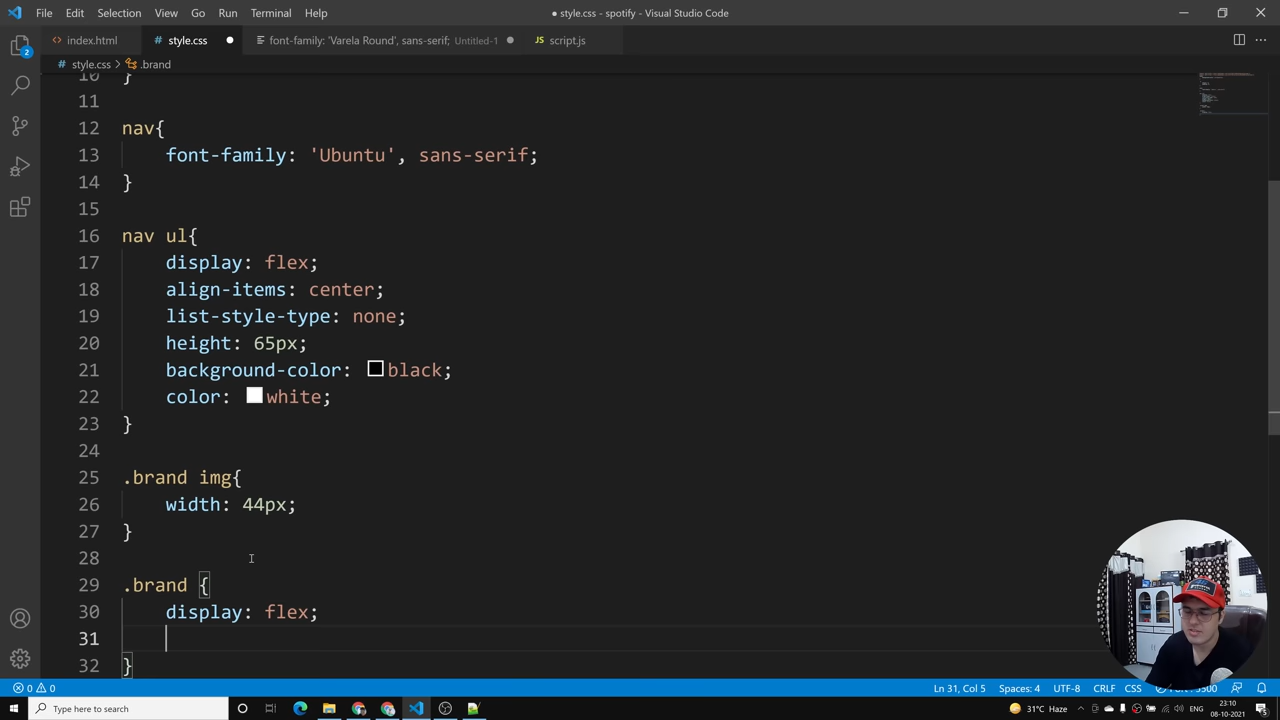 File Edit Selection View Go Run Terminal Help
● style.css - spotify - Visual Studio Code
index.html
style.css
font-family: 'Varela Round', sans-serif; Untitled-1
script.js
style.css > .brand
10 }
11
12 nav{
13 font-family: 'Ubuntu', sans-serif;
14 }
15
16 nav ul{
17 display: flex;
18 align-items: center;
19 list-style-type: none;
20 height: 65px;
21 background-color: black;
22 color: white;
23 }
24
25 .brand img{
26 width: 44px;
27 }
28
29 .brand {
30 display: flex;
31
32 }
2
0 0 Ln 31, Col 5 Spaces: 4 UTF-8 CRLF CSS
Type here to search
31°C Haze ENG 23:10
08-10-2021
5